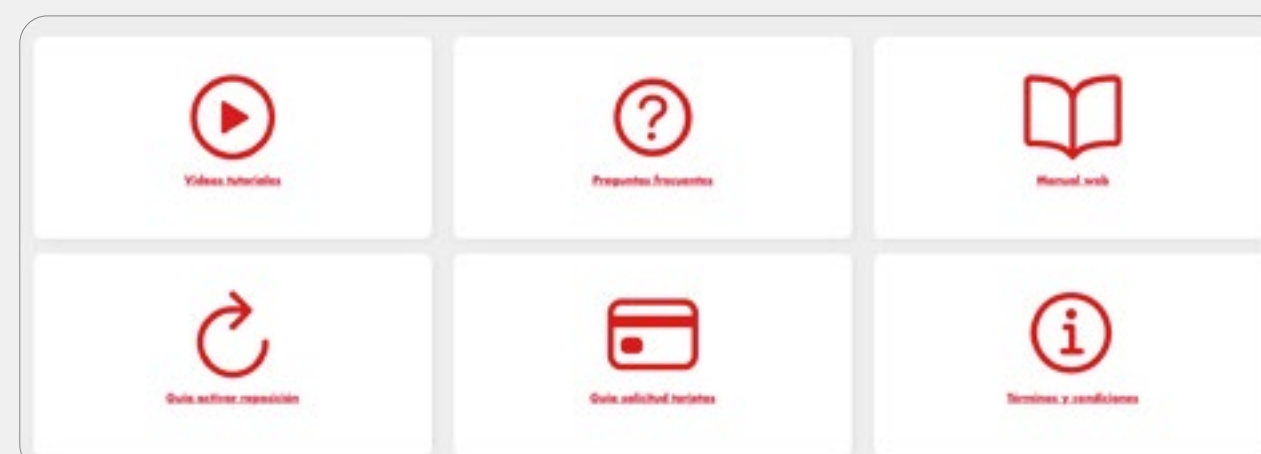 Videos tutoriales
Preguntas frecuentes
Manual web
Guía activar reposición
Guía solicitud tarjetas
Términos y condiciones